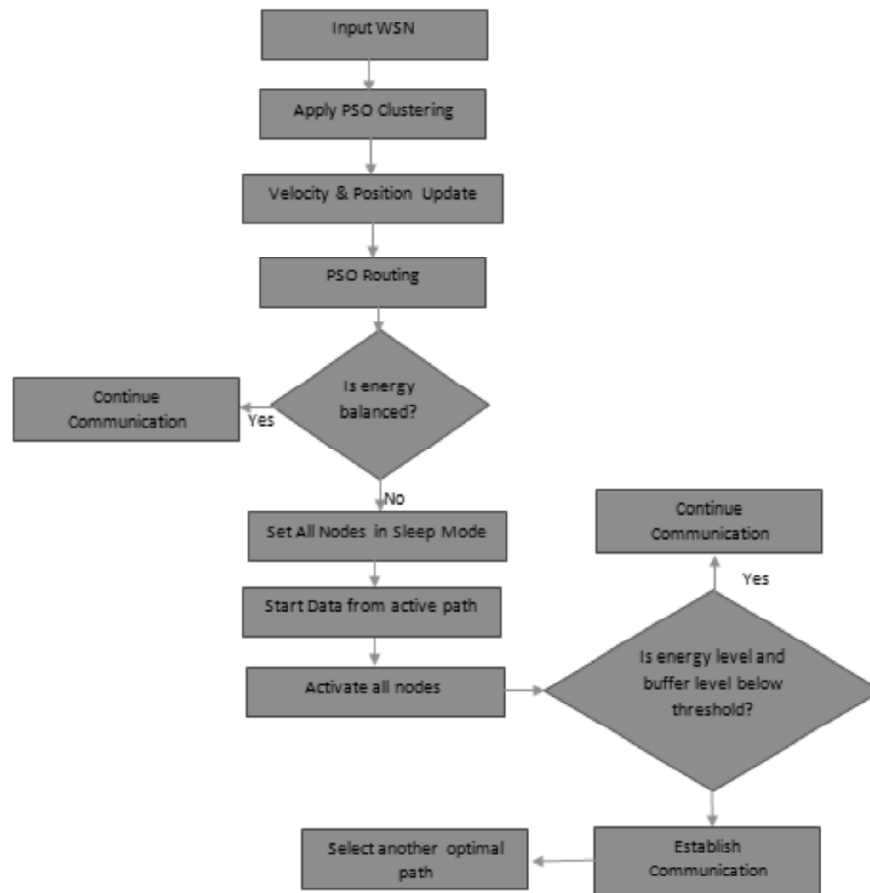 Input WSN
Apply PSO Clustering
Velocity & Position Update
PSO Routing
Is energy
balanced?
Continue
Communication
Yes
No
Set All Nodes in Sleep Mode
Start Data from active path
Activate all nodes
Continue
Communication
Yes
Is energy level and
buffer level below
threshold?
Establish
Communication
Select another optimal
path